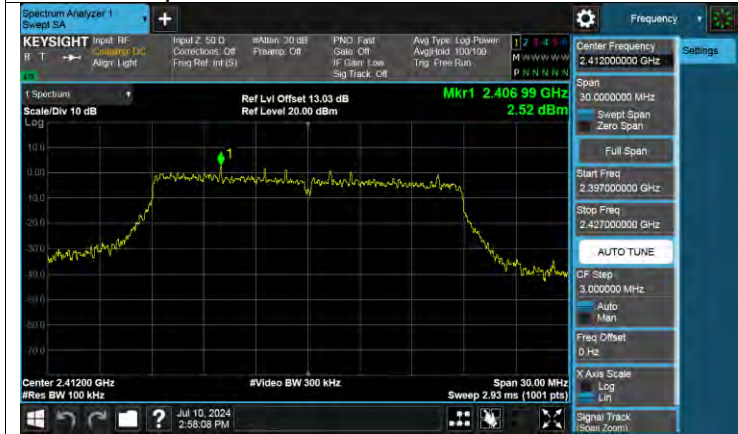 Spectrum Analyzer 1
Swept SA
Frequency
KEYSIGHT
R T
Input: RF
Coupling: DC
Align: Light
Input Z: 50 Ω
Corrections: Off
Freq Ref: Int (S)
#Atten: 30 dB
Preamp: Off
PNO: Fast
Gate: Off
IF Gain: Low
Sig Track: Off
Avg Type: Log-Power
Avg|Hold: 100/100
Trig: Free Run
1 2 3 4 5 6
M W W W W W
P N N N N N
Center Frequency
2.412000000 GHz
Settings
Span
30.0000000 MHz
Swept Span
Zero Span
Full Span
Start Freq
2.397000000 GHz
Stop Freq
2.427000000 GHz
AUTO TUNE
CF Step
3.000000 MHz
Auto
Man
Freq Offset
0 Hz
X Axis Scale
Log
Lin
Signal Track
(Span Zoom)
1 Spectrum
Scale/Div 10 dB
Log
Ref Lvl Offset 13.03 dB
Ref Level 20.00 dBm
Mkr1 2.406 99 GHz
2.52 dBm
1
10.0
0.00
-10.0
-20.0
-30.0
-40.0
-50.0
-60.0
-70.0
Center 2.41200 GHz
#Res BW 100 kHz
#Video BW 300 kHz
Span 30.00 MHz
Sweep 2.93 ms (1001 pts)
?
Jul 10, 2024
2:58:08 PM